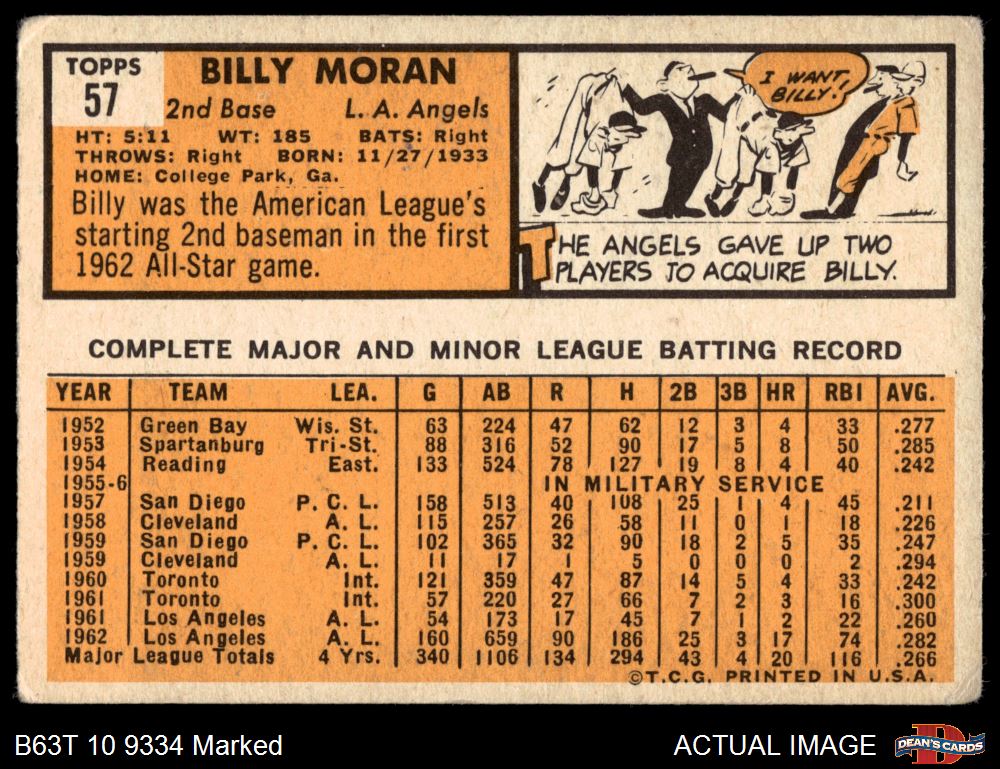 TOPPS
57
BILLY MORAN
2nd Base L. A. Angels
HT: 5:11 WT: 185 BATS: Right
THROWS: Right BORN: 11/27/1933
HOME: College Park, Ga.
Billy was the American League's
starting 2nd baseman in the first
1962 All-Star game.
I WANT
BILLY!
THE ANGELS GAVE UP TWO
PLAYERS TO ACQUIRE BILLY.
COMPLETE MAJOR AND MINOR LEAGUE BATTING RECORD
YEAR TEAM LEA. G AB R H 2B 3B HR RBI AVG.
1952 Green Bay Wis. St. 63 224 47 62 12 3 4 33 .277
1953 Spartanburg Tri-St. 88 316 52 90 17 5 8 50 .285
1954 Reading East. 133 524 78 127 19 8 4 40 .242
1955-6 IN MILITARY SERVICE
1957 San Diego P. C. L. 158 513 40 108 25 1 4 45 .211
1958 Cleveland A. L. 115 257 26 58 11 0 1 18 .226
1959 San Diego P. C. L. 102 365 32 90 18 2 5 35 .247
1959 Cleveland A. L. 11 17 1 5 0 0 0 2 .294
1960 Toronto Int. 121 359 47 87 14 5 4 33 .242
1961 Toronto Int. 57 220 27 66 7 2 3 16 .300
1961 Los Angeles A. L. 54 173 17 45 7 1 2 22 .260
1962 Los Angeles A. L. 160 659 90 186 25 3 17 74 .282
Major League Totals 4 Yrs. 340 1106 134 294 43 4 20 116 .266
©T.C.G. PRINTED IN U.S.A.
B63T 10 9334 Marked
ACTUAL IMAGE
DEAN'S CARDS